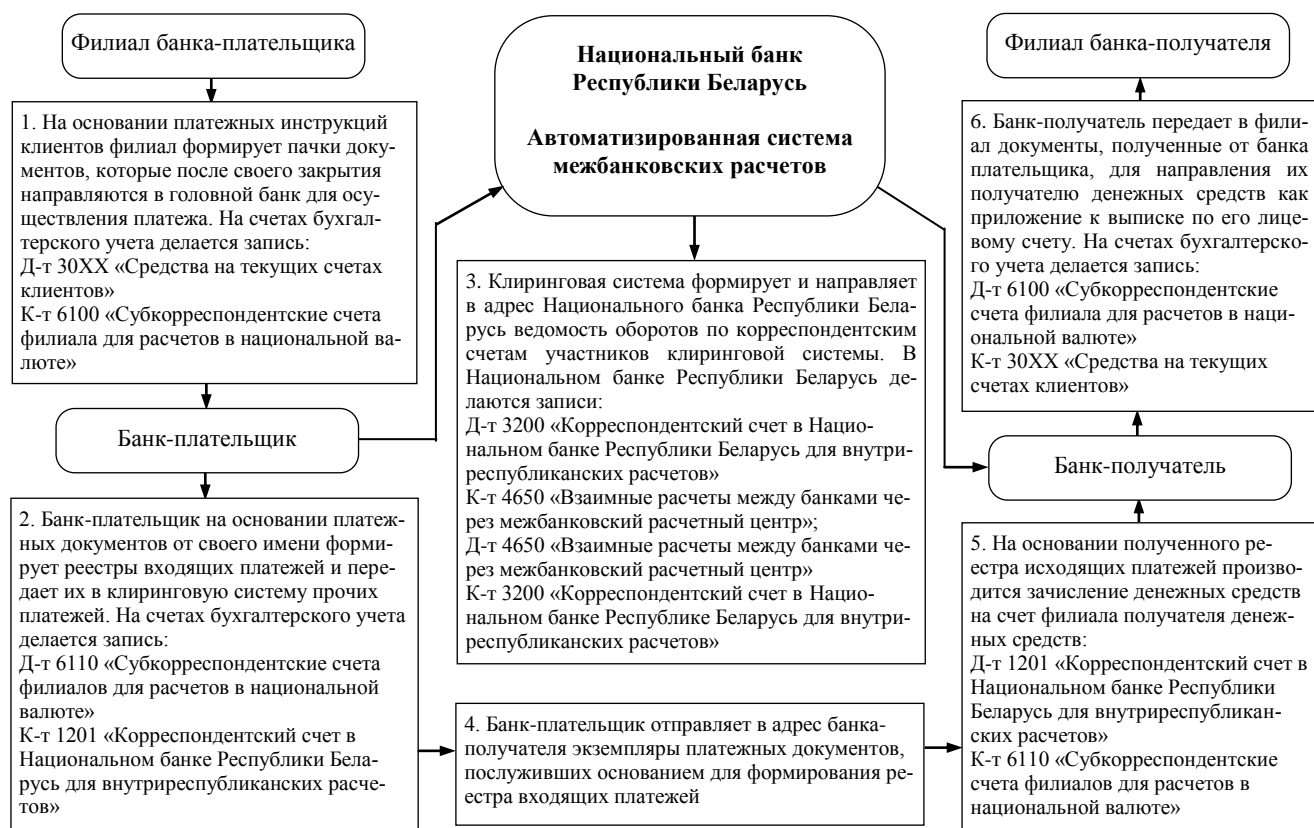 Филиал банка-плательщика
1. На основании платежных инструкций
клиентов филиал формирует пачки доку-
ментов, которые после своего закрытия
направляются в головной банк для осу-
ществления платежа. На счетах бухгал-
терского учета делается запись:
Д-т 30XX «Средства на текущих счетах
клиентов»
К-т 6100 «Субкорреспондентские счета
филиала для расчетов в национальной ва-
люте»
Банк-плательщик
2. Банк-плательщик на основании платеж-
ных документов от своего имени форми-
рует реестры входящих платежей и пере-
дает их в клиринговую систему прочих
платежей. На счетах бухгалтерского учета
делается запись:
Д-т 6110 «Субкорреспондентские счета
филиалов для расчетов в национальной
валюте»
К-т 1201 «Корреспондентский счет в
Национальном банке Республики Бела-
русь для внутриреспубликанских расче-
тов»
Национальный банк
Республики Беларусь
Автоматизированная система
межбанковских расчетов
3. Клиринговая система формирует и направляет
в адрес Национального банка Республики Бела-
русь ведомость оборотов по корреспондентским
счетам участников клиринговой системы. В
Национальном банке Республики Беларусь де-
лаются записи:
Д-т 3200 «Корреспондентский счет в Нацио-
нальном банке Республики Беларусь для внутри-
республиканских расчетов»
К-т 4650 «Взаимные расчеты между банками че-
рез межбанковский расчетный центр»;
Д-т 4650 «Взаимные расчеты между банками че-
рез межбанковский расчетный центр»
К-т 3200 «Корреспондентский счет в Нацио-
нальном банке Республике Беларусь для внутри-
республиканских расчетов»
4. Банк-плательщик отправляет в адрес банка-
получателя экземпляры платежных документов,
послуживших основанием для формирования ре-
естра входящих платежей
Филиал банка-получателя
6. Банк-получатель передает в фили-
ал документы, полученные от банка
плательщика, для направления их
получателю денежных средств как
приложение к выписке по его лице-
вому счету. На счетах бухгалтерско-
го учета делается запись:
Д-т 6100 «Субкорреспондентские
счета филиала для расчетов в наци-
ональной валюте»
К-т 30XX «Средства на текущих
счетах клиентов»
Банк-получатель
5. На основании полученного ре-
естра исходящих платежей произво-
дится зачисление денежных средств
на счет филиала получателя денеж-
ных средств:
Д-т 1201 «Корреспондентский счет в
Национальном банке Республики
Беларусь для внутриреспубликан-
ских расчетов»
К-т 6110 «Субкорреспондентские
счета филиалов для расчетов в
национальной валюте»